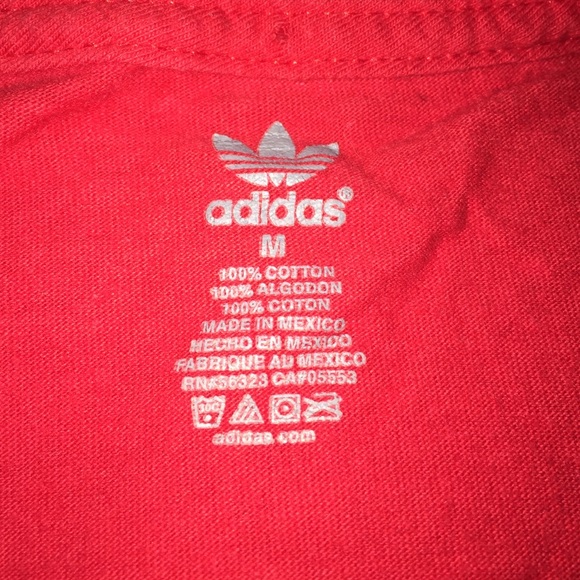 adidas®
M
100% COTTON
100% ALGODON
100% COTON
MADE IN MEXICO
HECHO EN MEXICO
FABRIQUE AU MEXICO
RN#56323 CA#05553
30C
adidas.com